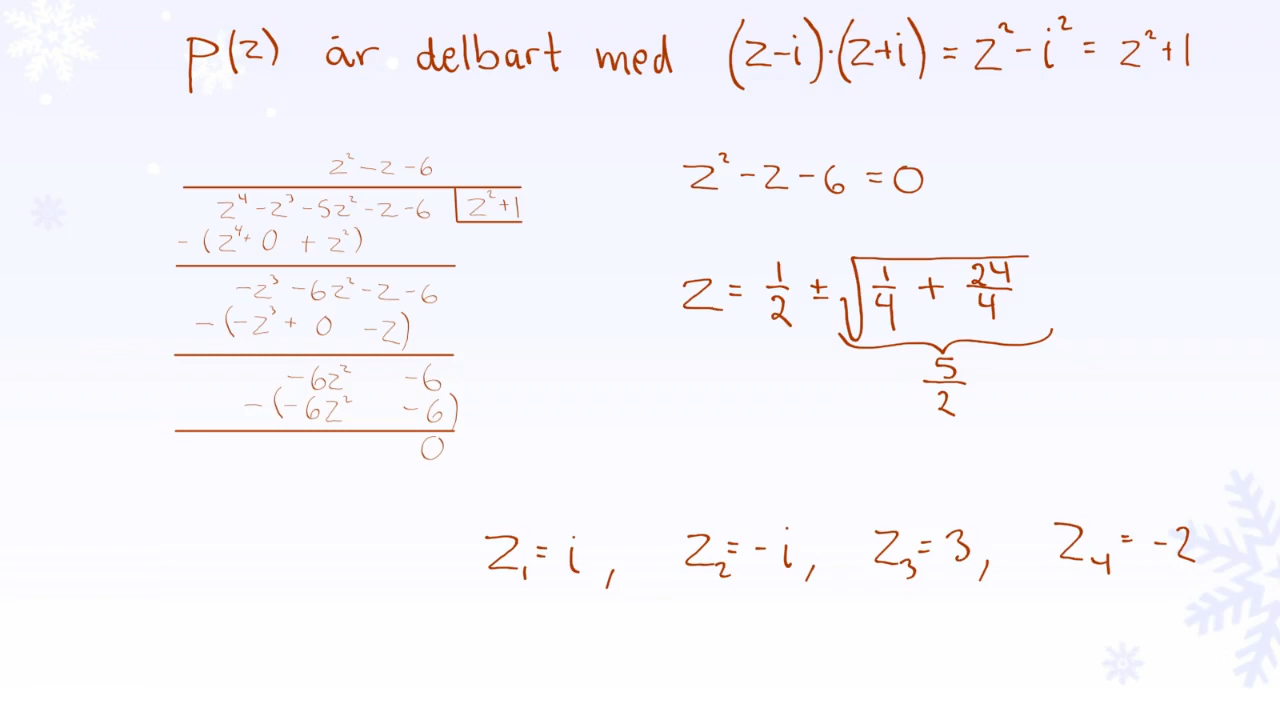 P(z) är delbart med (z-i)·(z+i) = z² - i² = z² + 1
z² - z - 6
z⁴ - z³ - 5z² - z - 6 z² + 1
- (z⁴ + 0 + z²)
-z³ - 6z² - z - 6
- (-z³ + 0 - z)
-6z² - 6
- (-6z² - 6)
0
z² - z - 6 = 0
z = 1/2 ± √(1/4 + 24/4)
5/2
z₁ = i, z₂ = -i, z₃ = 3, z₄ = -2